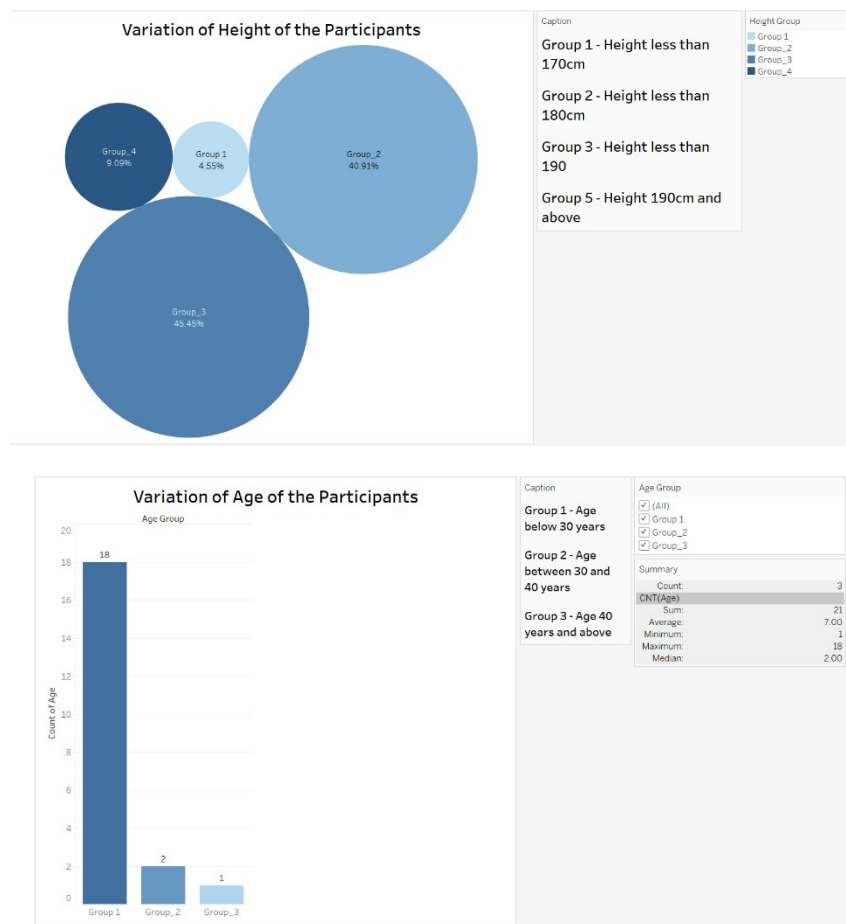 Variation of Height of the Participants
Group_4
9.09%
Group 1
4.55%
Group_2
40.91%
Group_3
45.45%
Caption
Group 1 - Height less than
170cm
Group 2 - Height less than
180cm
Group 3 - Height less than
190
Group 5 - Height 190cm and
above
Height Group
Group 1
Group_2
Group_3
Group_4
Variation of Age of the Participants
Age Group
Count of Age
20
18
16
14
12
10
8
6
4
2
0
18
2
1
Group 1
Group_2
Group_3
Caption
Group 1 - Age
below 30 years
Group 2 - Age
between 30 and
40 years
Group 3 - Age 40
years and above
Age Group
(All)
Group 1
Group_2
Group_3
Summary
Count: 3
CNT(Age)
Sum: 21
Average: 7.00
Minimum: 1
Maximum: 18
Median: 2.00